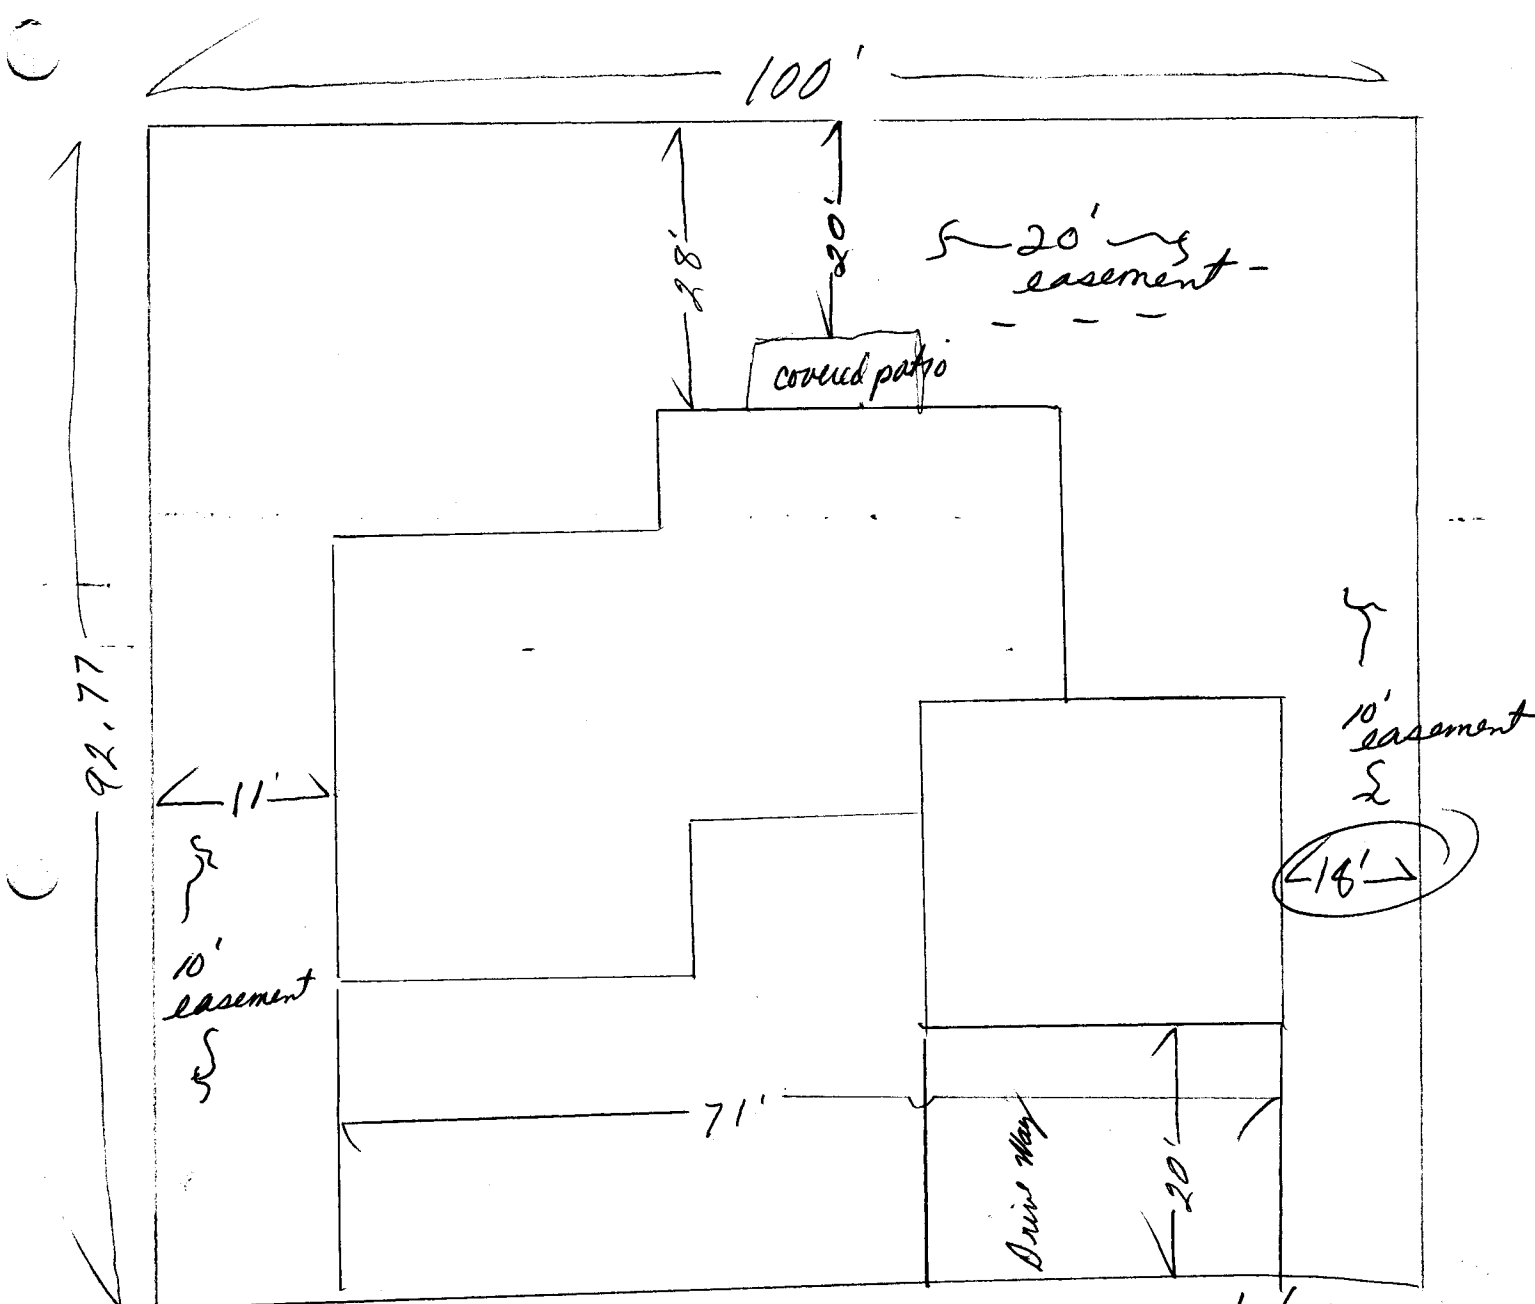 100'
28'
20'
20'
easement
covered patio
92.77
10'
easement
11'
18'
10'
easement
71'
Drive Way
20'